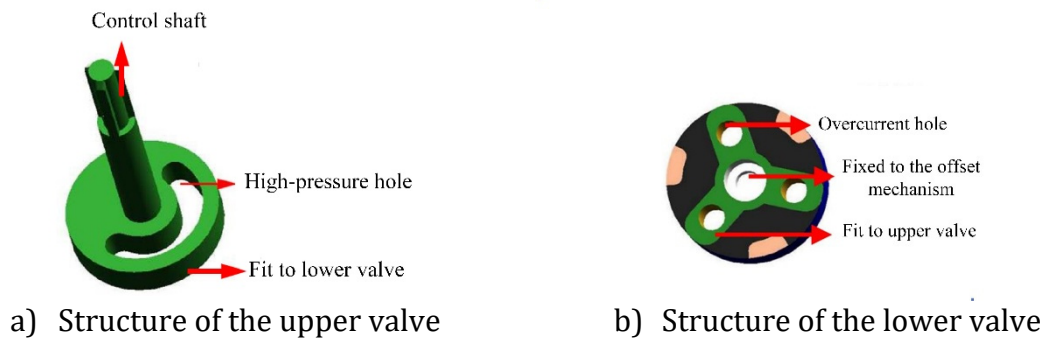 Control shaft
High-pressure hole
Fit to lower valve
Overcurrent hole
Fixed to the offset
mechanism
Fit to upper valve
a) Structure of the upper valve
b) Structure of the lower valve